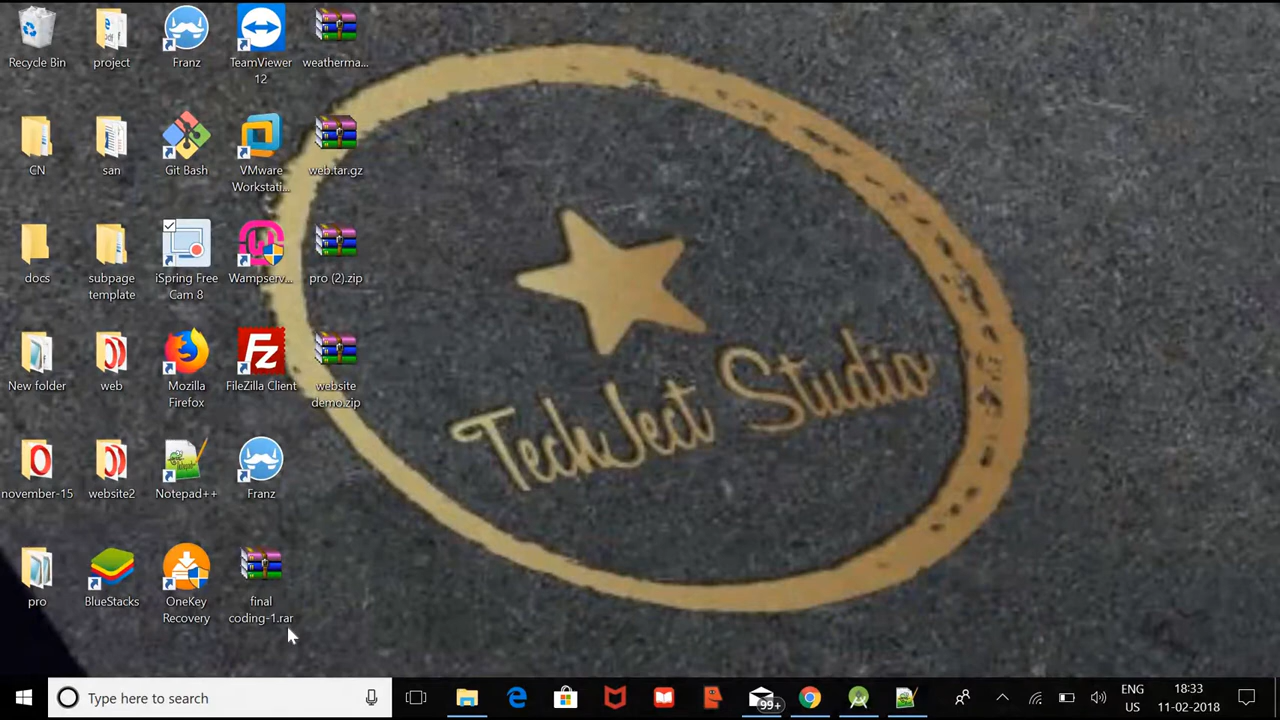 Recycle Bin
project
Franz
TeamViewer
12
weatherma...
CN
san
Git Bash
VMware
Workstati...
web.tar.gz
docs
subpage
template
iSpring Free
Cam 8
Wampserv...
pro (2).zip
New folder
web
Mozilla
Firefox
FileZilla Client
website
demo.zip
november-15
website2
Notepad++
Franz
pro
BlueStacks
OneKey
Recovery
final
coding-1.rar
TechJect Studio
Type here to search
99+
ENG
US
18:33
11-02-2018